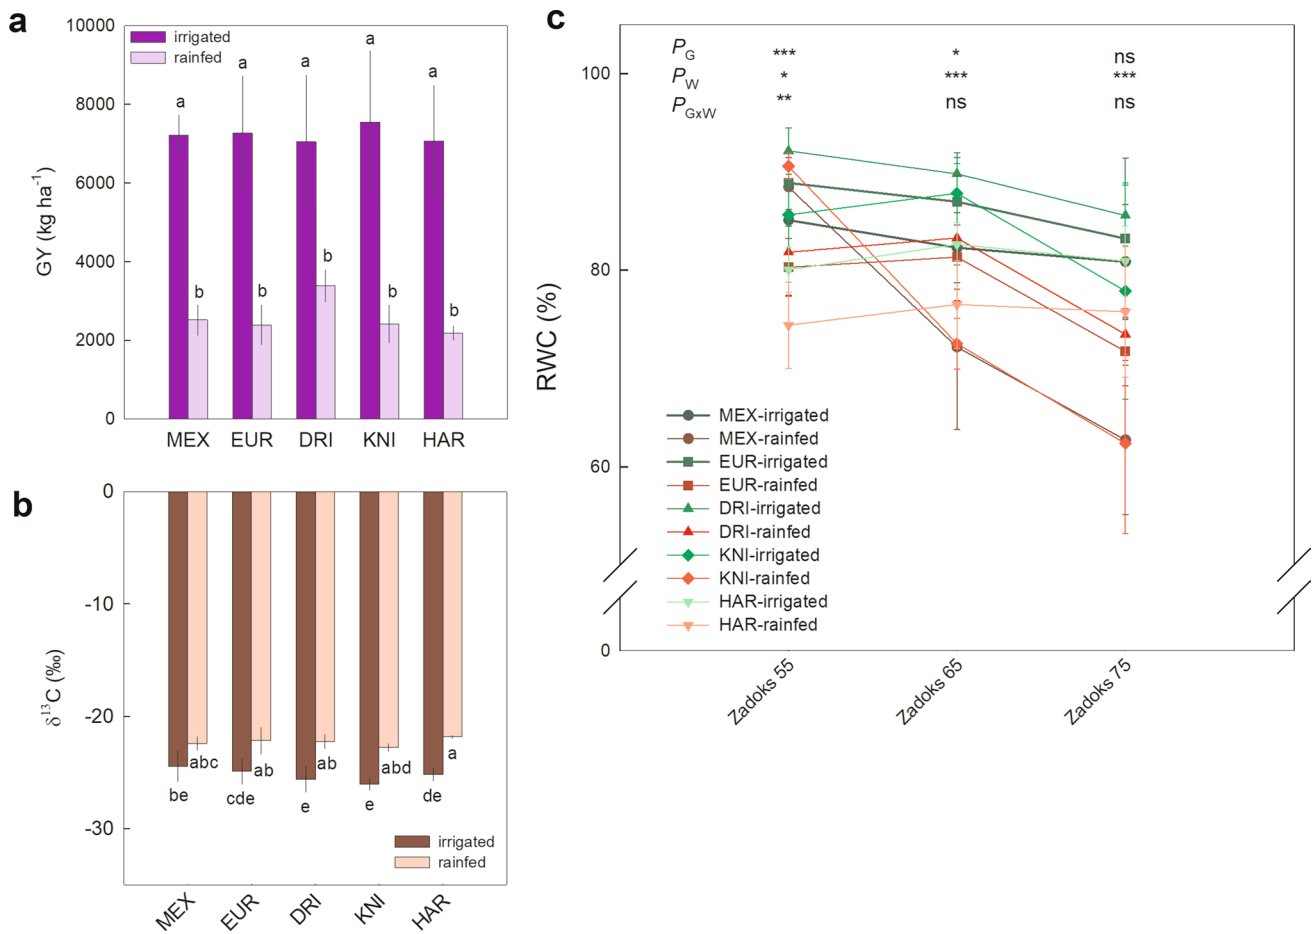 a
GY (kg ha⁻¹)
10000
8000
6000
4000
2000
0
irrigated
rainfed
a
a
a
a
a
b
b
b
b
b
MEX EUR DRI KNI HAR
b
δ¹³C (‰)
0
-10
-20
-30
be
abc
cde
ab
e
ab
e
abd
de
a
irrigated
rainfed
MEX EUR DRI KNI HAR
c
RWC (%)
100
80
60
0
P_G *** * ns
P_W * *** ***
P_GxW ** ns ns
MEX-irrigated
MEX-rainfed
EUR-irrigated
EUR-rainfed
DRI-irrigated
DRI-rainfed
KNI-irrigated
KNI-rainfed
HAR-irrigated
HAR-rainfed
Zadoks 55
Zadoks 65
Zadoks 75